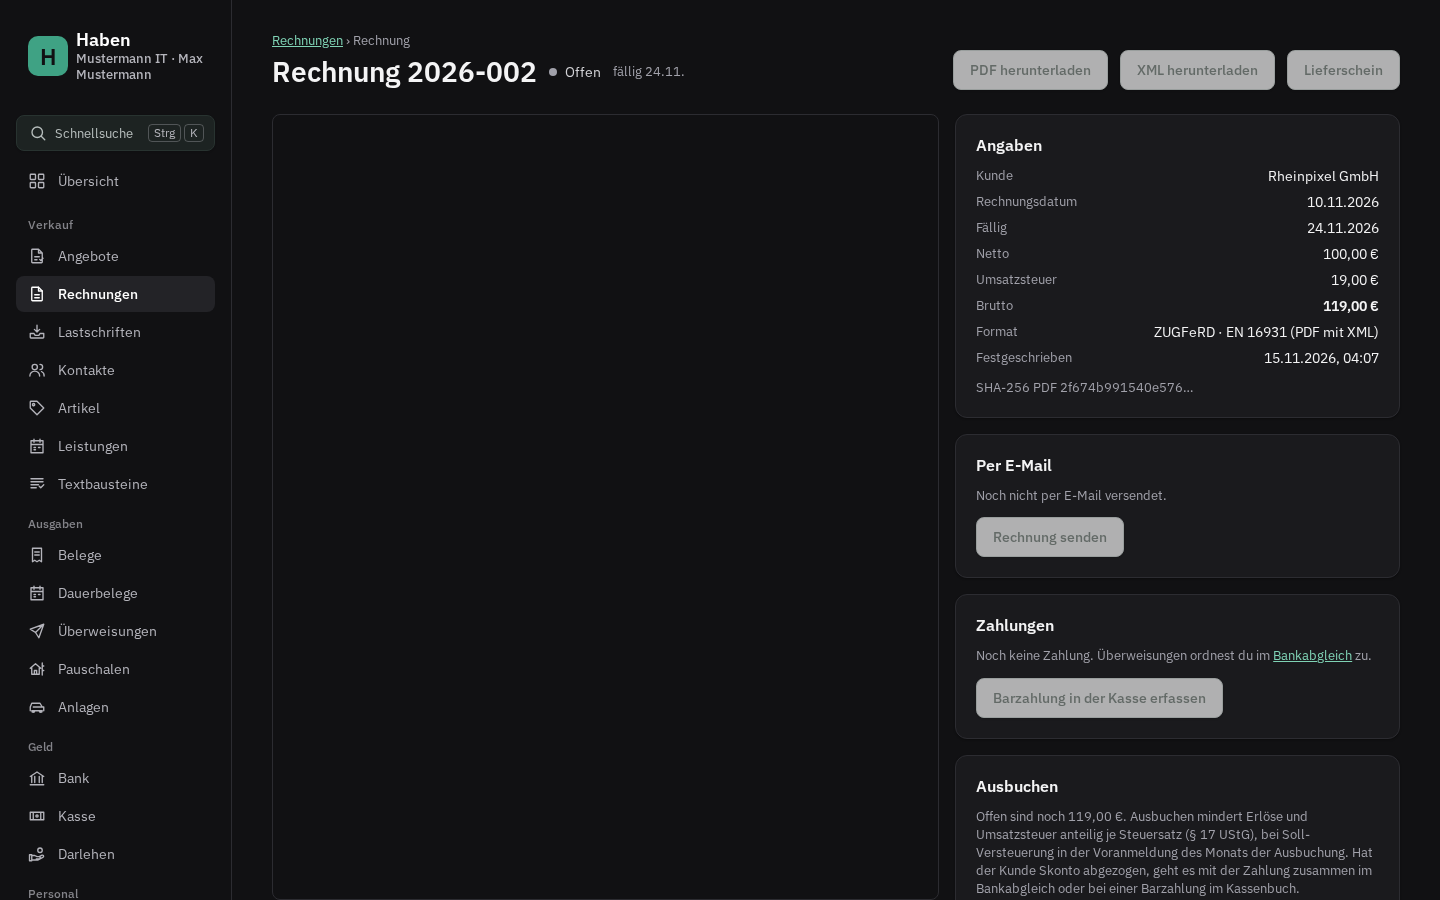 H
Haben
Mustermann IT · Max
Mustermann
Schnellsuche Strg K
Übersicht
Verkauf
Angebote
Rechnungen
Lastschriften
Kontakte
Artikel
Leistungen
Textbausteine
Ausgaben
Belege
Dauerbelege
Überweisungen
Pauschalen
Anlagen
Geld
Bank
Kasse
Darlehen
Personal
Rechnungen › Rechnung
Rechnung 2026-002 Offen fällig 24.11.
PDF herunterladen XML herunterladen Lieferschein
Angaben
Kunde Rheinpixel GmbH
Rechnungsdatum 10.11.2026
Fällig 24.11.2026
Netto 100,00 €
Umsatzsteuer 19,00 €
Brutto 119,00 €
Format ZUGFeRD · EN 16931 (PDF mit XML)
Festgeschrieben 15.11.2026, 04:07
SHA-256 PDF 2f674b991540e576…
Per E-Mail
Noch nicht per E-Mail versendet.
Rechnung senden
Zahlungen
Noch keine Zahlung. Überweisungen ordnest du im Bankabgleich zu.
Barzahlung in der Kasse erfassen
Ausbuchen
Offen sind noch 119,00 €. Ausbuchen mindert Erlöse und
Umsatzsteuer anteilig je Steuersatz (§ 17 UStG), bei Soll-
Versteuerung in der Voranmeldung des Monats der Ausbuchung. Hat
der Kunde Skonto abgezogen, geht es mit der Zahlung zusammen im
Bankabgleich oder bei einer Barzahlung im Kassenbuch.